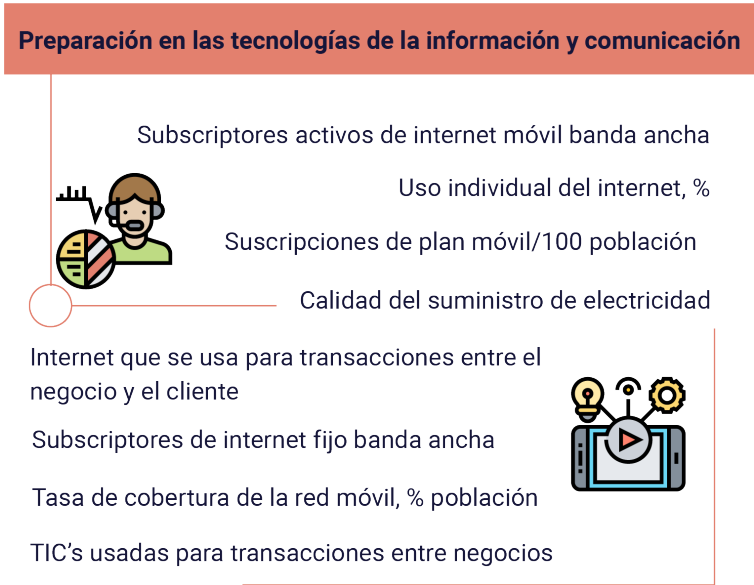 Preparación en las tecnologías de la información y comunicación
Subscriptores activos de internet móvil banda ancha
Uso individual del internet, %
Suscripciones de plan móvil/100 población
Calidad del suministro de electricidad
Internet que se usa para transacciones entre el
negocio y el cliente
Subscriptores de internet fijo banda ancha
Tasa de cobertura de la red móvil, % población
TIC’s usadas para transacciones entre negocios